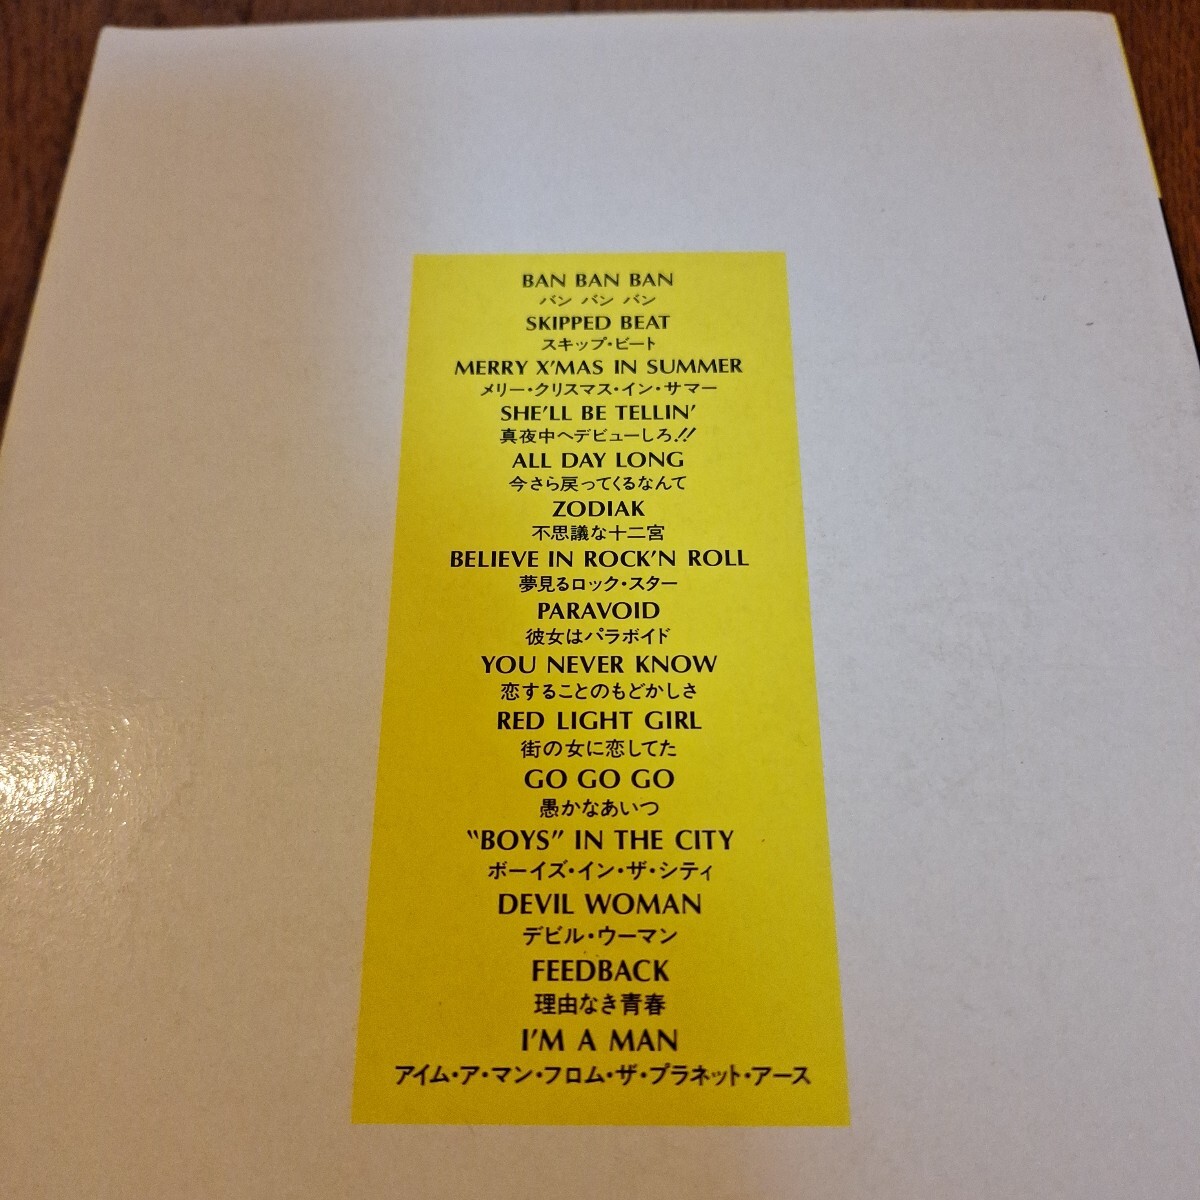 BAN BAN BAN
バン バン バン
SKIPPED BEAT
スキップ・ビート
MERRY X'MAS IN SUMMER
メリー・クリスマス・イン・サマー
SHE'LL BE TELLIN'
真夜中へデビューしろ!!
ALL DAY LONG
今さら戻ってくるなんて
ZODIAK
不思議な十二宮
BELIEVE IN ROCK'N ROLL
夢見るロック・スター
PARAVOID
彼女はパラボイド
YOU NEVER KNOW
恋することのもどかしさ
RED LIGHT GIRL
街の女に恋してた
GO GO GO
愚かなあいつ
“BOYS” IN THE CITY
ボーイズ・イン・ザ・シティ
DEVIL WOMAN
デビル・ウーマン
FEEDBACK
理由なき青春
I'M A MAN
アイム・ア・マン・フロム・ザ・プラネット・アース